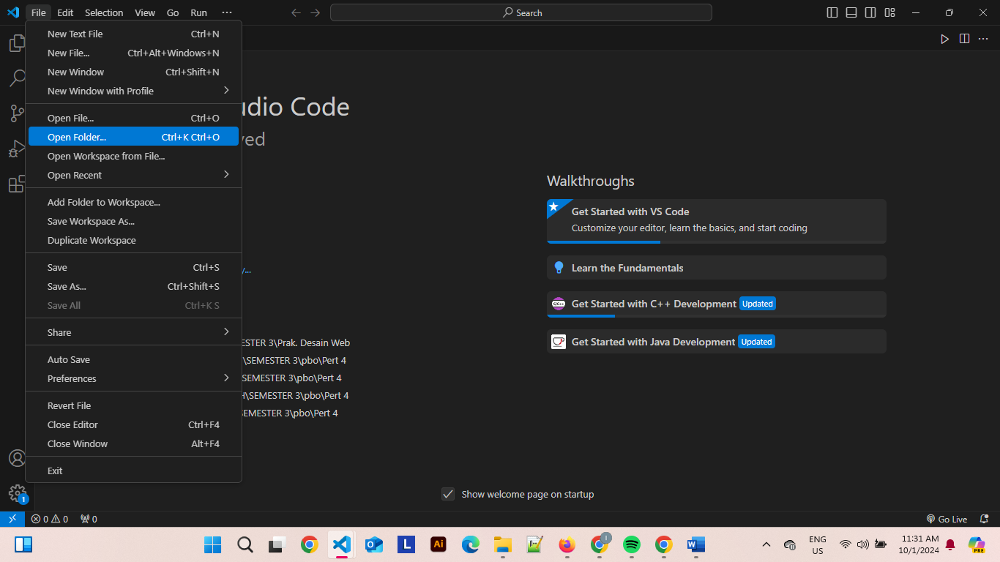 File Edit Selection View Go Run ...
Search
New Text File Ctrl+N
New File... Ctrl+Alt+Windows+N
New Window Ctrl+Shift+N
New Window with Profile
Open File... Ctrl+O
Open Folder... Ctrl+K Ctrl+O
Open Workspace from File...
Open Recent
Add Folder to Workspace...
Save Workspace As...
Duplicate Workspace
Save Ctrl+S
Save As... Ctrl+Shift+S
Save All Ctrl+K S
Share
Auto Save
Preferences
Revert File
Close Editor Ctrl+F4
Close Window Alt+F4
Exit
udio Code
ved
y...
ESTER 3\Prak. Desain Web
\SEMESTER 3\pbo\Pert 4
SEMESTER 3\pbo\Pert 4
\SEMESTER 3\pbo\Pert 4
SEMESTER 3\pbo\Pert 4
Walkthroughs
Get Started with VS Code
Customize your editor, learn the basics, and start coding
Learn the Fundamentals
C/C++ Get Started with C++ Development Updated
Get Started with Java Development Updated
Show welcome page on startup
1
0 0 0
Go Live
L Ai
1
PRE
ENG
US
11:31 AM
10/1/2024